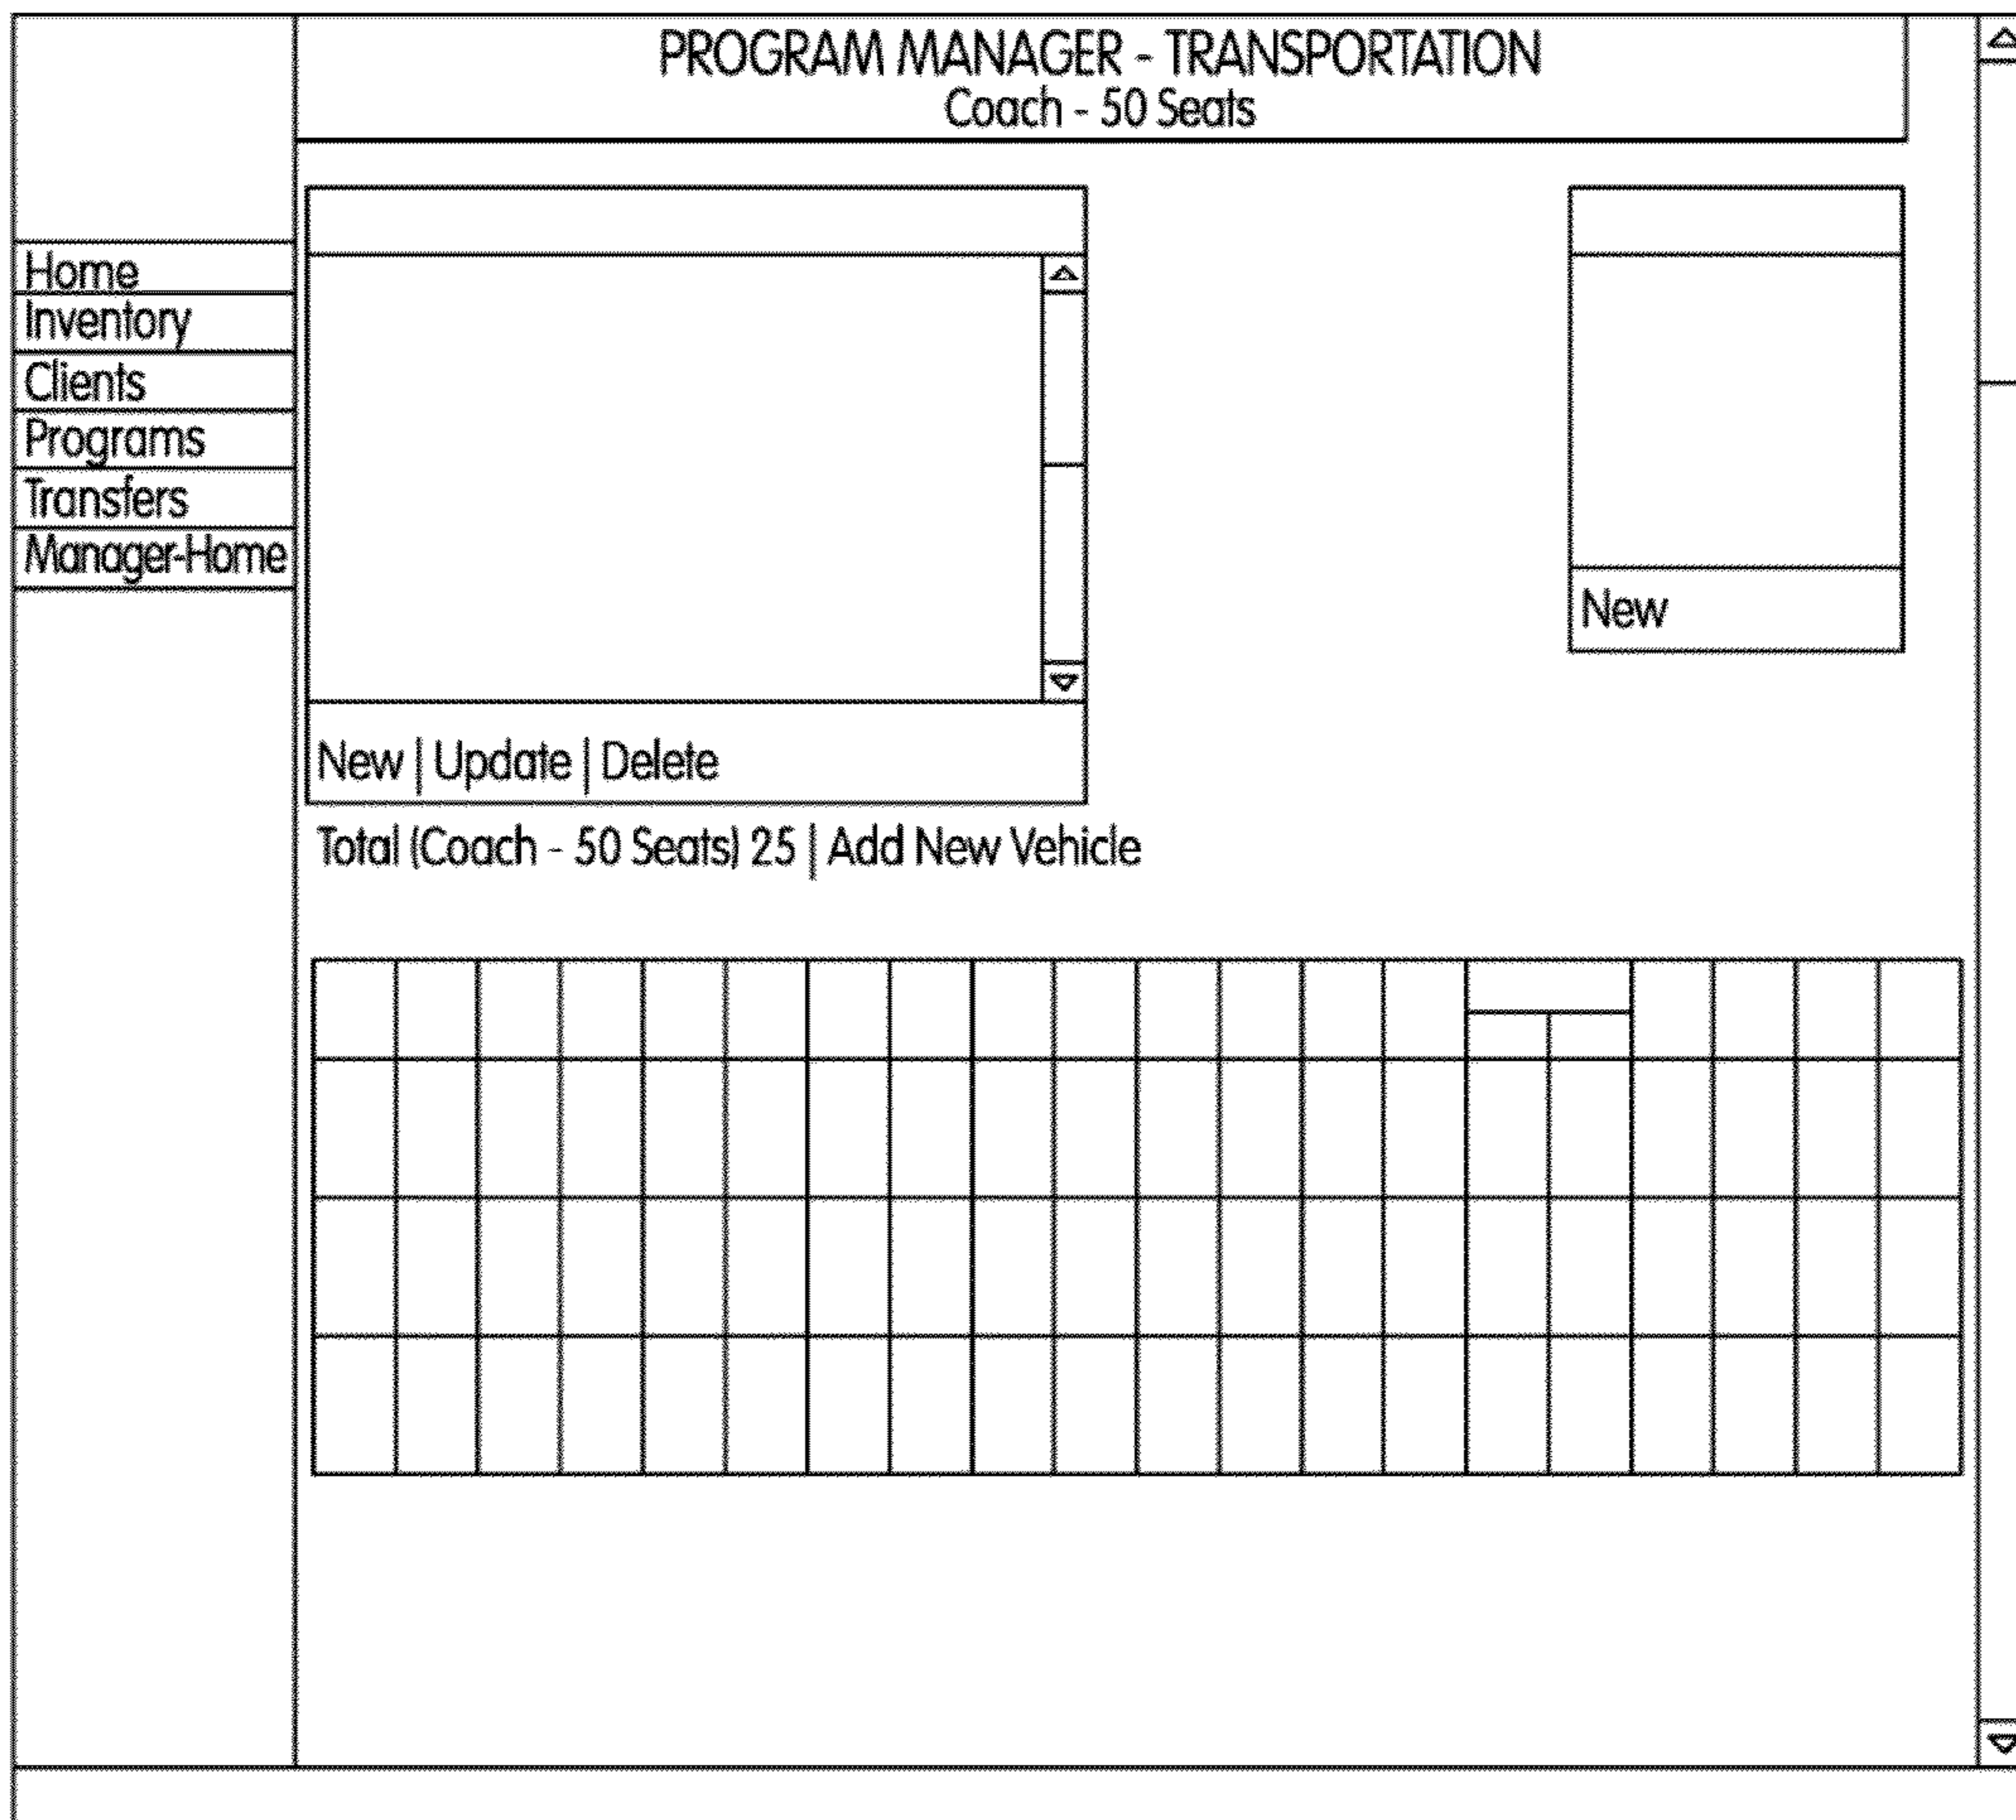 PROGRAM MANAGER - TRANSPORTATION
Coach - 50 Seats
Home
Inventory
Clients
Programs
Transfers
Manager-Home
New
New | Update | Delete
Total (Coach - 50 Seats) 25 | Add New Vehicle